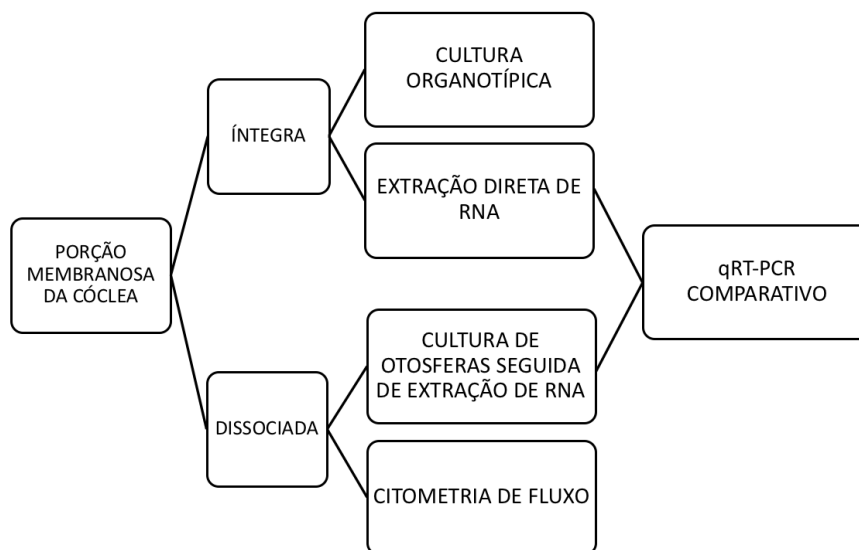 PORÇÃO
MEMBRANOSA
DA CÓCLEA
ÍNTEGRA
CULTURA
ORGANOTÍPICA
EXTRAÇÃO DIRETA DE
RNA
DISSOCIADA
CULTURA DE
OTOSFERAS SEGUIDA
DE EXTRAÇÃO DE RNA
CITOMETRIA DE FLUXO
qRT-PCR
COMPARATIVO